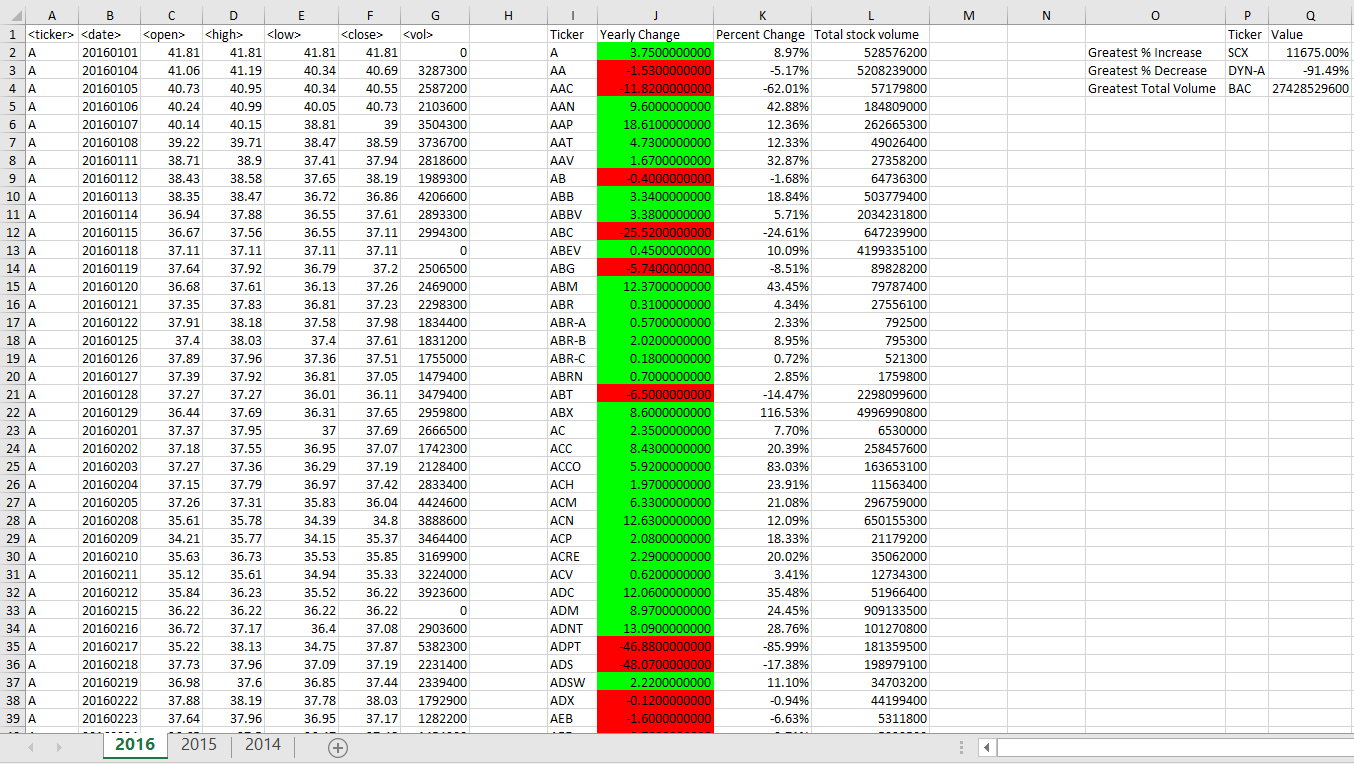 A B C D E F G H I J K L M N O P Q
1 <ticker> <date> <open> <high> <low> <close> <vol> Ticker Yearly Change Percent Change Total stock volume Ticker Value
2 A 20160101 41.81 41.81 41.81 41.81 0 A 3.7500000000 8.97% 528576200 Greatest % Increase SCX 11675.00%
3 A 20160104 41.06 41.19 40.34 40.69 3287300 AA -1.5300000000 -5.17% 5208239000 Greatest % Decrease DYN-A -91.49%
4 A 20160105 40.73 40.95 40.34 40.55 2587200 AAC -11.8200000000 -62.01% 57179800 Greatest Total Volume BAC 27428529600
5 A 20160106 40.24 40.99 40.05 40.73 2103600 AAN 9.6000000000 42.88% 184809000
6 A 20160107 40.14 40.15 38.81 39 3504300 AAP 18.6100000000 12.36% 262665300
7 A 20160108 39.22 39.71 38.47 38.59 3736700 AAT 4.7300000000 12.33% 49026400
8 A 20160111 38.71 38.9 37.41 37.94 2818600 AAV 1.6700000000 32.87% 27358200
9 A 20160112 38.43 38.58 37.65 38.19 1989300 AB -0.4000000000 -1.68% 64736300
10 A 20160113 38.35 38.47 36.72 36.86 4206600 ABB 3.3400000000 18.84% 503779400
11 A 20160114 36.94 37.88 36.55 37.61 2893300 ABBV 3.3800000000 5.71% 2034231800
12 A 20160115 36.67 37.56 36.55 37.11 2994300 ABC -25.5200000000 -24.61% 647239900
13 A 20160118 37.11 37.11 37.11 37.11 0 ABEV 0.4500000000 10.09% 4199335100
14 A 20160119 37.64 37.92 36.79 37.2 2506500 ABG -5.7400000000 -8.51% 89828200
15 A 20160120 36.68 37.61 36.13 37.26 2469000 ABM 12.3700000000 43.45% 79787400
16 A 20160121 37.35 37.83 36.81 37.23 2298300 ABR 0.3100000000 4.34% 27556100
17 A 20160122 37.91 38.18 37.58 37.98 1834400 ABR-A 0.5700000000 2.33% 792500
18 A 20160125 37.4 38.03 37.4 37.61 1831200 ABR-B 2.0200000000 8.95% 795300
19 A 20160126 37.89 37.96 37.36 37.51 1755000 ABR-C 0.1800000000 0.72% 521300
20 A 20160127 37.39 37.92 36.81 37.05 1479400 ABRN 0.7000000000 2.85% 1759800
21 A 20160128 37.27 37.27 36.01 36.11 3479400 ABT -6.5000000000 -14.47% 2298099600
22 A 20160129 36.44 37.69 36.31 37.65 2959800 ABX 8.6000000000 116.53% 4996990800
23 A 20160201 37.37 37.95 37 37.69 2666500 AC 2.3500000000 7.70% 6530000
24 A 20160202 37.18 37.55 36.95 37.07 1742300 ACC 8.4300000000 20.39% 258457600
25 A 20160203 37.27 37.36 36.29 37.19 2128400 ACCO 5.9200000000 83.03% 163653100
26 A 20160204 37.15 37.79 36.97 37.42 2833400 ACH 1.9700000000 23.91% 11563400
27 A 20160205 37.26 37.31 35.83 36.04 4424600 ACM 6.3300000000 21.08% 296759000
28 A 20160208 35.61 35.78 34.39 34.8 3888600 ACN 12.6300000000 12.09% 650155300
29 A 20160209 34.21 35.77 34.15 35.37 3464400 ACP 2.0800000000 18.33% 21179200
30 A 20160210 35.63 36.73 35.53 35.85 3169900 ACRE 2.2900000000 20.02% 35062000
31 A 20160211 35.12 35.61 34.94 35.33 3224000 ACV 0.6200000000 3.41% 12734300
32 A 20160212 35.84 36.23 35.52 36.22 3923600 ADC 12.0600000000 35.48% 51966400
33 A 20160215 36.22 36.22 36.22 36.22 0 ADM 8.9700000000 24.45% 909133500
34 A 20160216 36.72 37.17 36.4 37.08 2903600 ADNT 13.0900000000 28.76% 101270800
35 A 20160217 35.22 38.13 34.75 37.87 5382300 ADPT -46.8800000000 -85.99% 181359500
36 A 20160218 37.73 37.96 37.09 37.19 2231400 ADS -48.0700000000 -17.38% 198979100
37 A 20160219 36.98 37.6 36.85 37.44 2339400 ADSW 2.2200000000 11.10% 34703200
38 A 20160222 37.88 38.19 37.78 38.03 1792900 ADX -0.1200000000 -0.94% 44199400
39 A 20160223 37.64 37.96 36.95 37.17 1282200 AEB -1.6000000000 -6.63% 5311800
2016 2015 2014